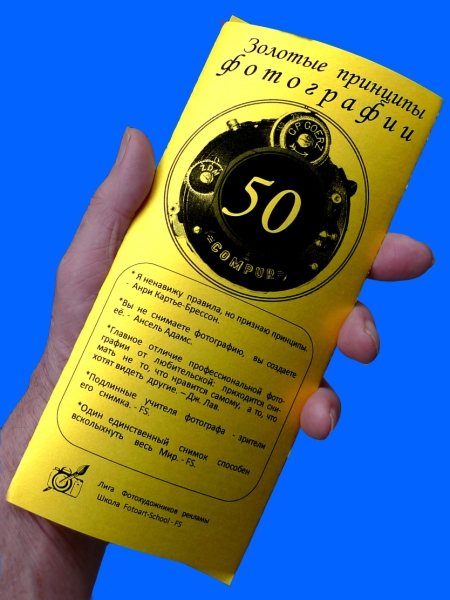 Золотые принципы
фотографии
C.P. GOERZ
50
=COMPUR=
* Я ненавижу правила, но признаю принципы.
- Анри Картье-Брессон.
*Вы не снимаете фотографию, вы создаете
её. - Ансель Адамс.
*Главное отличие профессиональной фото-
графии от любительской: приходится сни-
мать не то, что нравится самому, а то, что
хотят видеть другие. – Дж. Лав.
*Подлинные учителя фотографа - зрители
его снимка. - FS.
*Один единственный снимок способен
всколыхнуть весь Мир. - FS.
Лига Фотохудожников рекламы
Школа Fotoart-School - FS